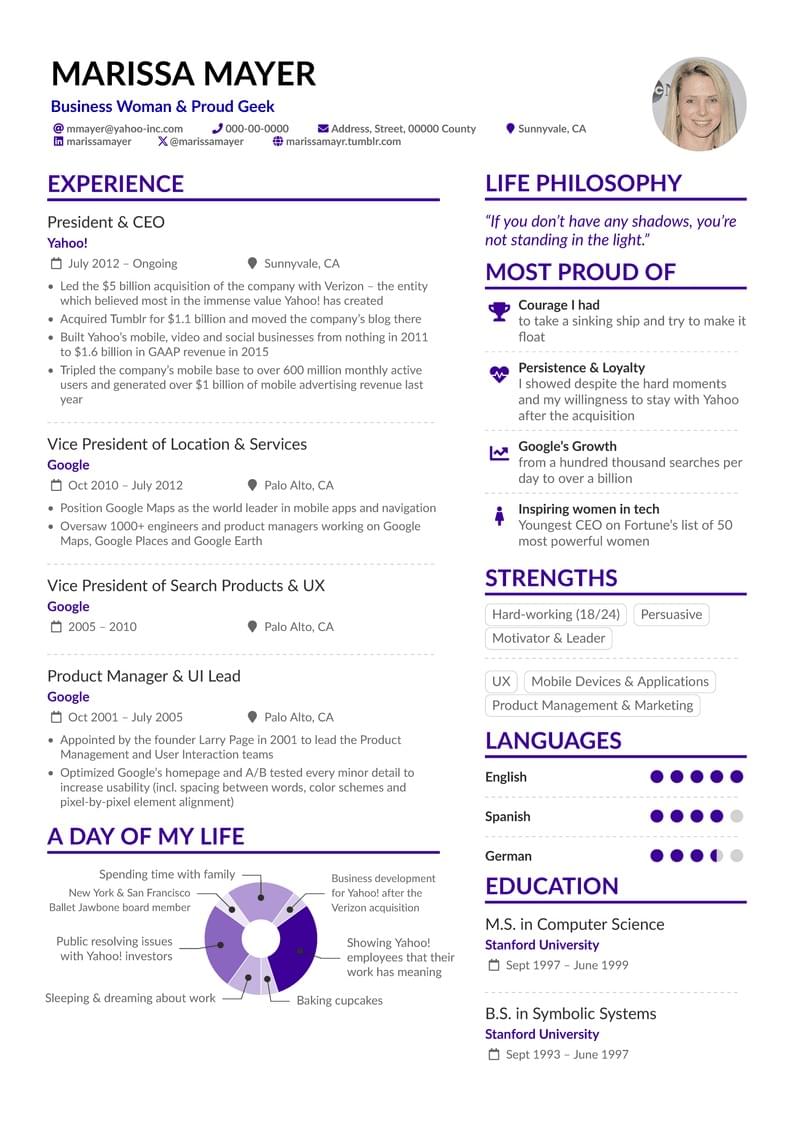 MARISSA MAYER
Business Woman & Proud Geek
mmayer@yahoo-inc.com 000-00-0000 Address, Street, 00000 County Sunnyvale, CA
marissamayer @marissamayer marissamayr.tumblr.com
EXPERIENCE
President & CEO
Yahoo!
July 2012 – Ongoing Sunnyvale, CA
• Led the $5 billion acquisition of the company with Verizon – the entity
which believed most in the immense value Yahoo! has created
• Acquired Tumblr for $1.1 billion and moved the company's blog there
• Built Yahoo's mobile, video and social businesses from nothing in 2011
to $1.6 billion in GAAP revenue in 2015
• Tripled the company's mobile base to over 600 million monthly active
users and generated over $1 billion of mobile advertising revenue last
year
Vice President of Location & Services
Google
Oct 2010 – July 2012 Palo Alto, CA
• Position Google Maps as the world leader in mobile apps and navigation
• Oversaw 1000+ engineers and product managers working on Google
Maps, Google Places and Google Earth
Vice President of Search Products & UX
Google
2005 – 2010 Palo Alto, CA
Product Manager & UI Lead
Google
Oct 2001 – July 2005 Palo Alto, CA
• Appointed by the founder Larry Page in 2001 to lead the Product
Management and User Interaction teams
• Optimized Google's homepage and A/B tested every minor detail to
increase usability (incl. spacing between words, color schemes and
pixel-by-pixel element alignment)
A DAY OF MY LIFE
Spending time with family
New York & San Francisco
Ballet Jawbone board member
Public resolving issues
with Yahoo! investors
Sleeping & dreaming about work
Business development
for Yahoo! after the
Verizon acquisition
Showing Yahoo!
employees that their
work has meaning
Baking cupcakes
LIFE PHILOSOPHY
“If you don't have any shadows, you're
not standing in the light.”
MOST PROUD OF
Courage I had
to take a sinking ship and try to make it
float
Persistence & Loyalty
I showed despite the hard moments
and my willingness to stay with Yahoo
after the acquisition
Google's Growth
from a hundred thousand searches per
day to over a billion
Inspiring women in tech
Youngest CEO on Fortune's list of 50
most powerful women
STRENGTHS
Hard-working (18/24) Persuasive
Motivator & Leader
UX Mobile Devices & Applications
Product Management & Marketing
LANGUAGES
English
Spanish
German
EDUCATION
M.S. in Computer Science
Stanford University
Sept 1997 – June 1999
B.S. in Symbolic Systems
Stanford University
Sept 1993 – June 1997